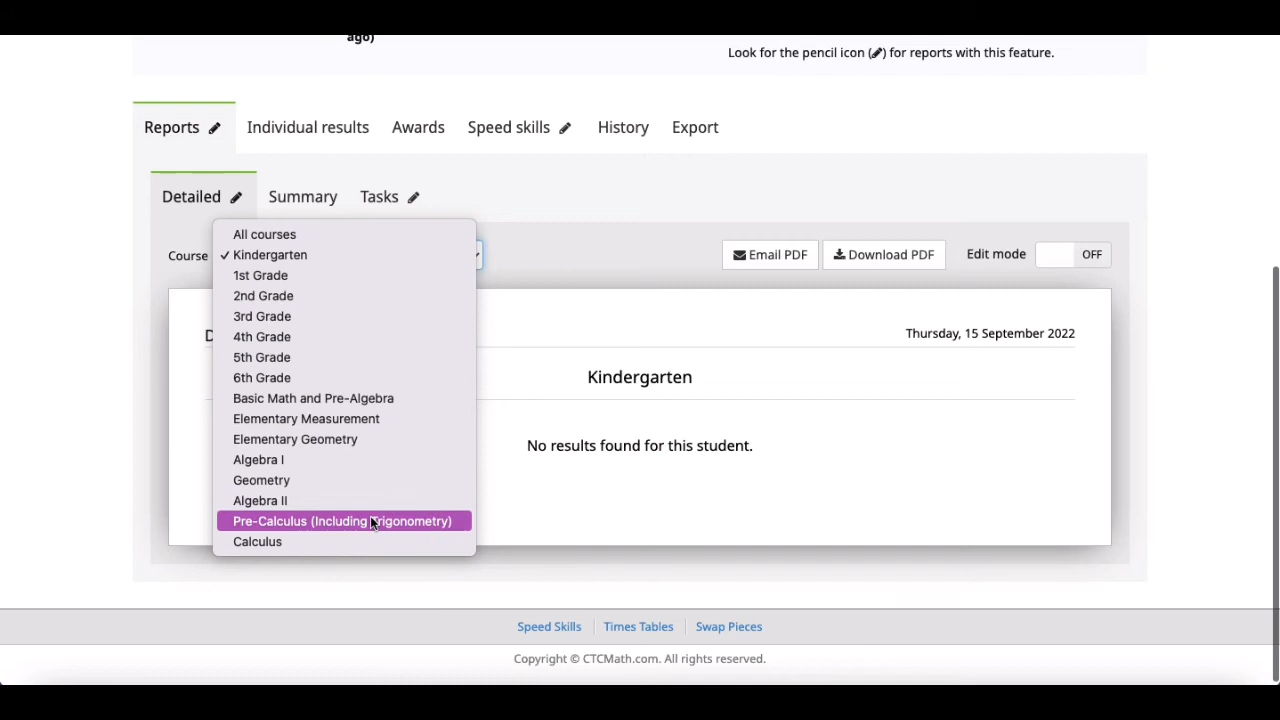 ago)
Look for the pencil icon (✏) for reports with this feature.
Reports Individual results Awards Speed skills History Export
Detailed Summary Tasks
Course
All courses
✓ Kindergarten
1st Grade
2nd Grade
3rd Grade
4th Grade
5th Grade
6th Grade
Basic Math and Pre-Algebra
Elementary Measurement
Elementary Geometry
Algebra I
Geometry
Algebra II
Pre-Calculus (Including Trigonometry)
Calculus
Email PDF Download PDF Edit mode OFF
D
Thursday, 15 September 2022
Kindergarten
No results found for this student.
Speed Skills Times Tables Swap Pieces
Copyright © CTCMath.com. All rights reserved.